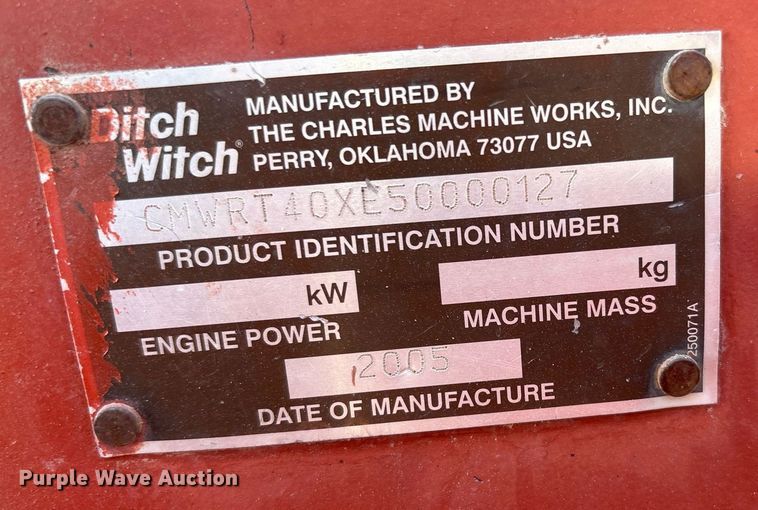 Ditch
Witch®
MANUFACTURED BY
THE CHARLES MACHINE WORKS, INC.
PERRY, OKLAHOMA 73077 USA
CMWRT40XE50000127
PRODUCT IDENTIFICATION NUMBER
kW
kg
ENGINE POWER
MACHINE MASS
2005
DATE OF MANUFACTURE
250071A
Purple Wave Auction